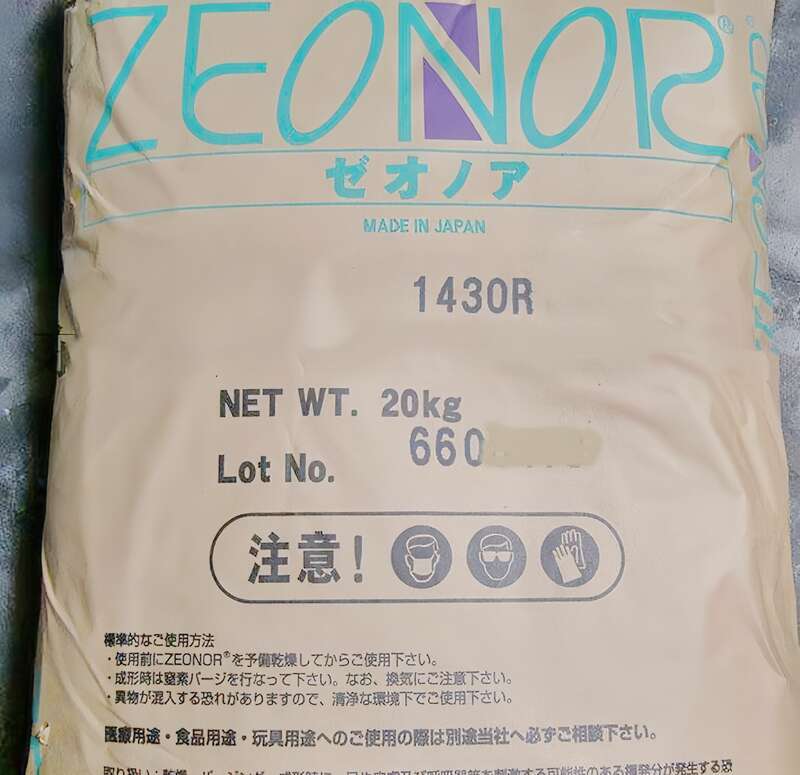 ZEONOR®
ゼオノア
MADE IN JAPAN
1430R
NET WT. 20kg
Lot No. 660
注意!
標準的なご使用方法
・使用前にZEONOR®を予備乾燥してからご使用下さい。
・成形時は窒素パージを行なって下さい。なお、換気にご注意下さい。
・異物が混入する恐れがありますので、清浄な環境下でご使用下さい。
医療用途・食品用途・玩具用途へのご使用の際は別途当社へ必ずご相談下さい。